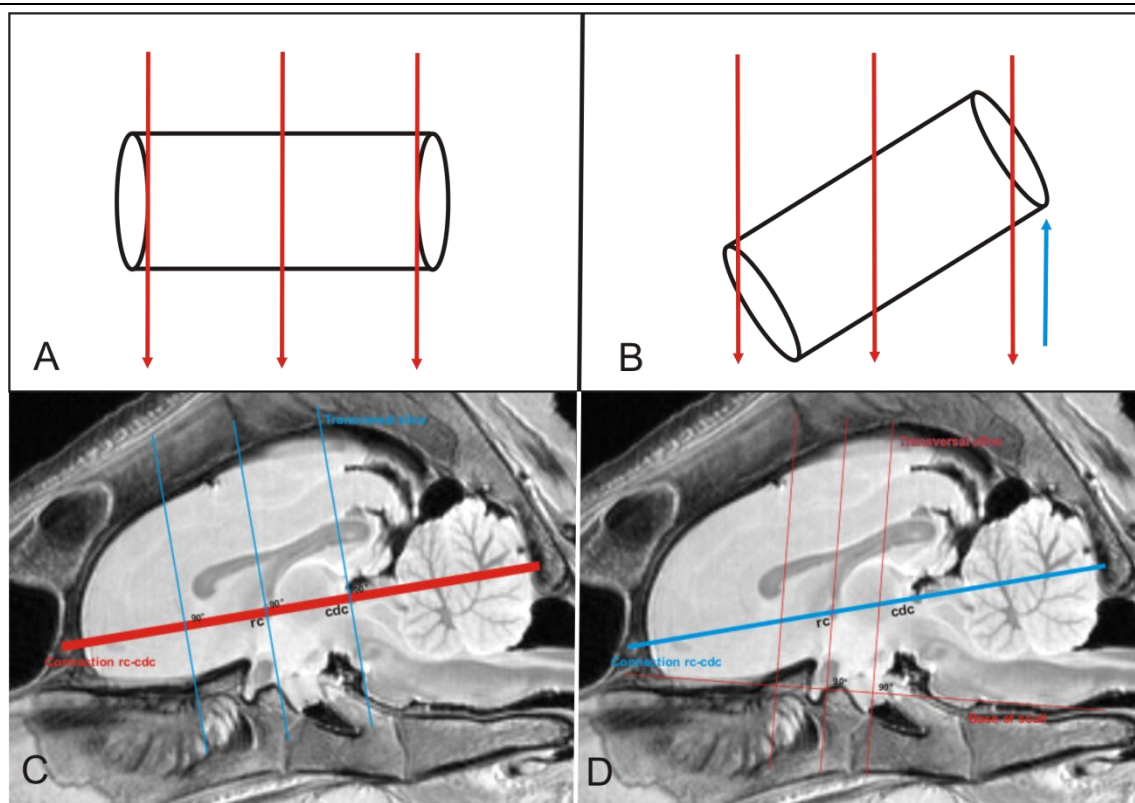 A
B
Transversal slice
90°
90°
90°
rc
cdc
Connection rc-cdc
C
Transversal slice
rc
cdc
Connection rc-cdc
90°
90°
Base of scull
D